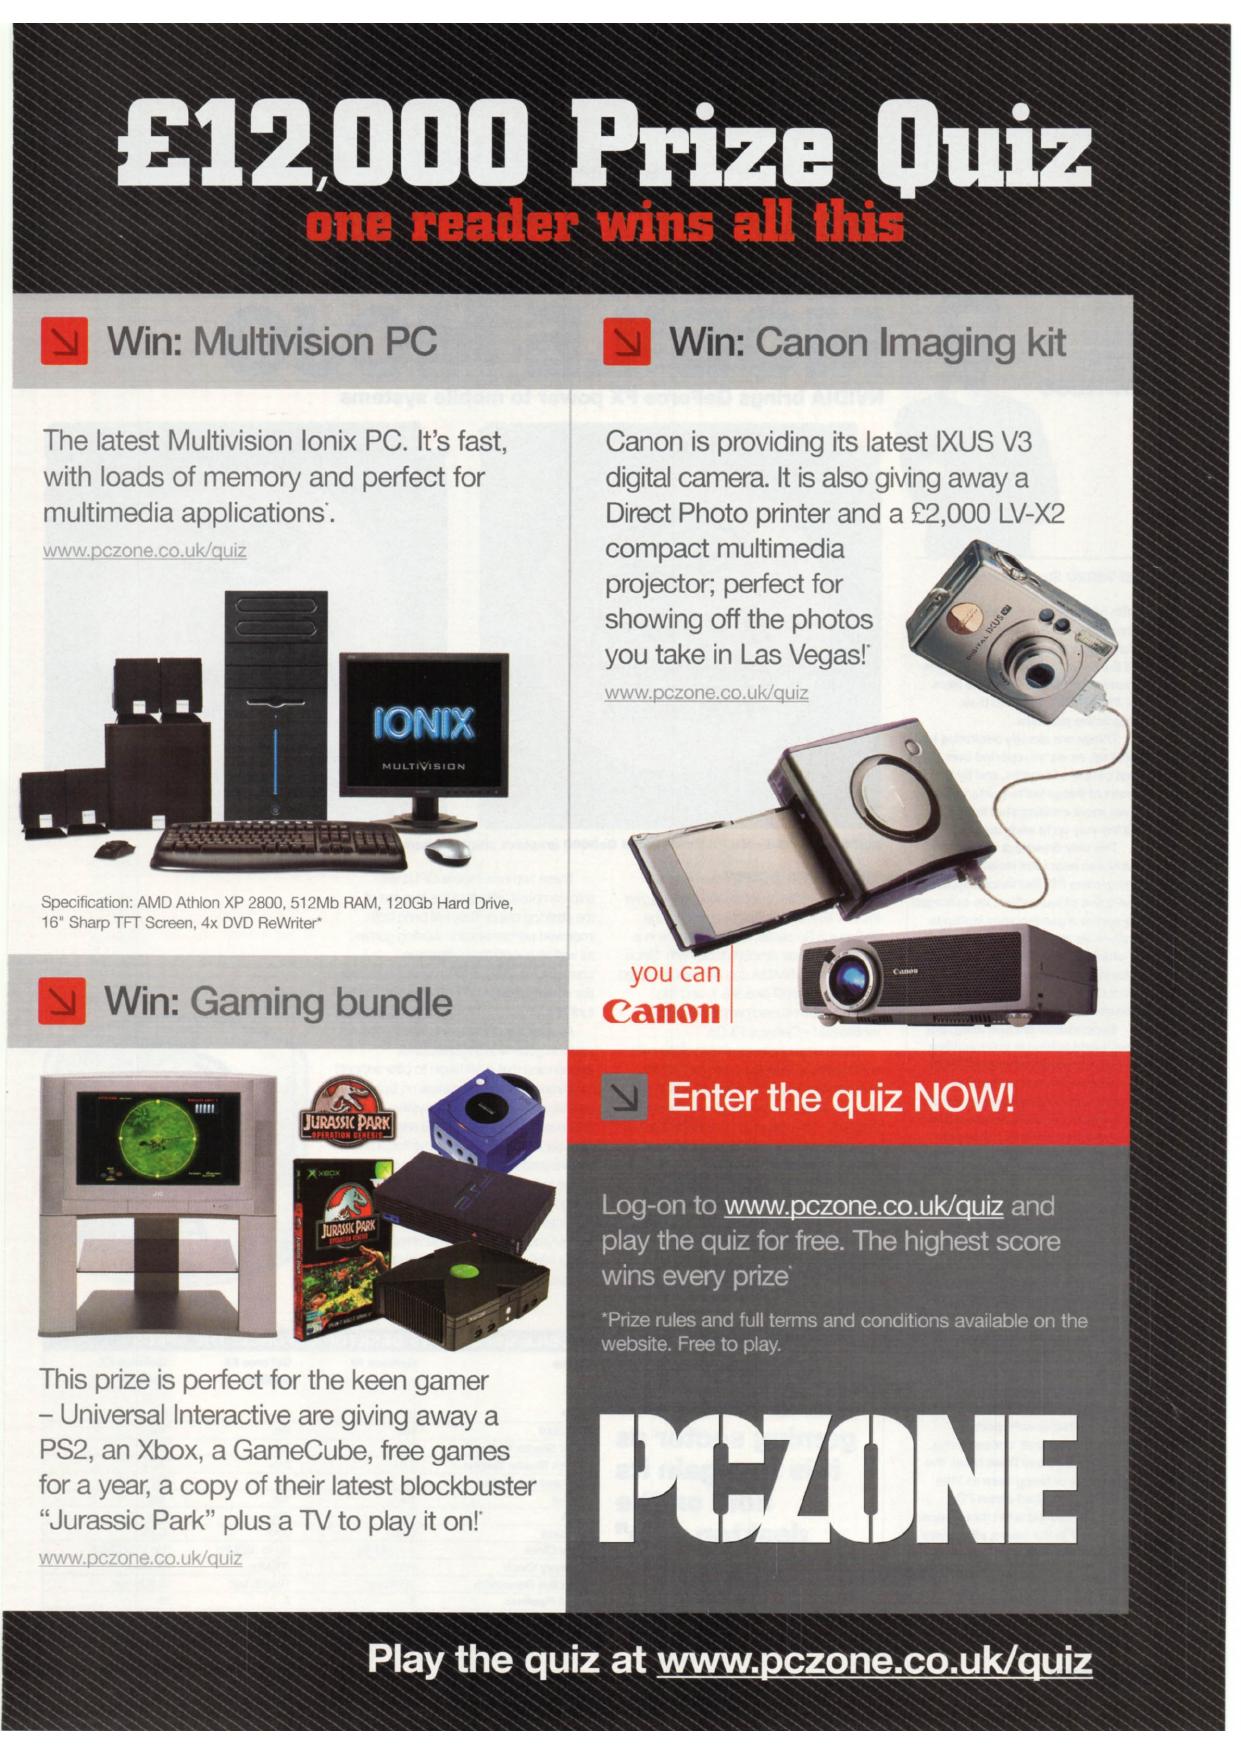 £12,000 Prize Quiz
one reader wins all this
Win: Multivision PC
The latest Multivision Ionix PC. It's fast,
with loads of memory and perfect for
multimedia applications*.
www.pczone.co.uk/quiz
IONIX
MULTIVISION
Specification: AMD Athlon XP 2800, 512Mb RAM, 120Gb Hard Drive,
16" Sharp TFT Screen, 4x DVD ReWriter*
Win: Canon Imaging kit
Canon is providing its latest IXUS V3
digital camera. It is also giving away a
Direct Photo printer and a £2,000 LV-X2
compact multimedia
projector; perfect for
showing off the photos
you take in Las Vegas!*
www.pczone.co.uk/quiz
DIGITAL IXUS V3
Canon
you can
Canon
Win: Gaming bundle
JVC
JURASSIC PARK
OPERATION GENESIS
XBOX
JURASSIC PARK
OPERATION GENESIS
This prize is perfect for the keen gamer
– Universal Interactive are giving away a
PS2, an Xbox, a GameCube, free games
for a year, a copy of their latest blockbuster
“Jurassic Park” plus a TV to play it on!*
www.pczone.co.uk/quiz
Enter the quiz NOW!
Log-on to www.pczone.co.uk/quiz and
play the quiz for free. The highest score
wins every prize*
*Prize rules and full terms and conditions available on the
website. Free to play.
PCZONE
Play the quiz at www.pczone.co.uk/quiz